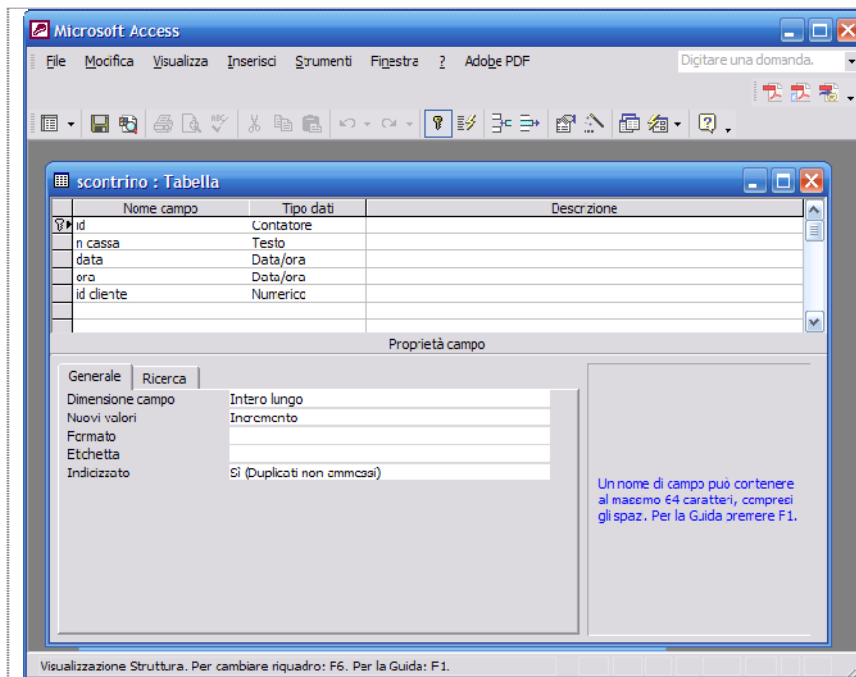 Microsoft Access
File Modifica Visualizza Inserisci Strumenti Finestra ? Adobe PDF Digitare una domanda.
scontrino : Tabella
Nome campo Tipo dati Descrizione
id Contatore
n cassa Testo
data Data/ora
ora Data/ora
id cliente Numerico
Proprietà campo
Generale Ricerca
Dimensione campo Intero lungo
Nuovi valori Incremento
Formato
Etichetta
Indicizzato Sì (Duplicati non ammessi)
Un nome di campo può contenere
al massimo 64 caratteri, compresi
gli spazi. Per la Guida premere F1.
Visualizzazione Struttura. Per cambiare riquadro: F6. Per la Guida: F1.